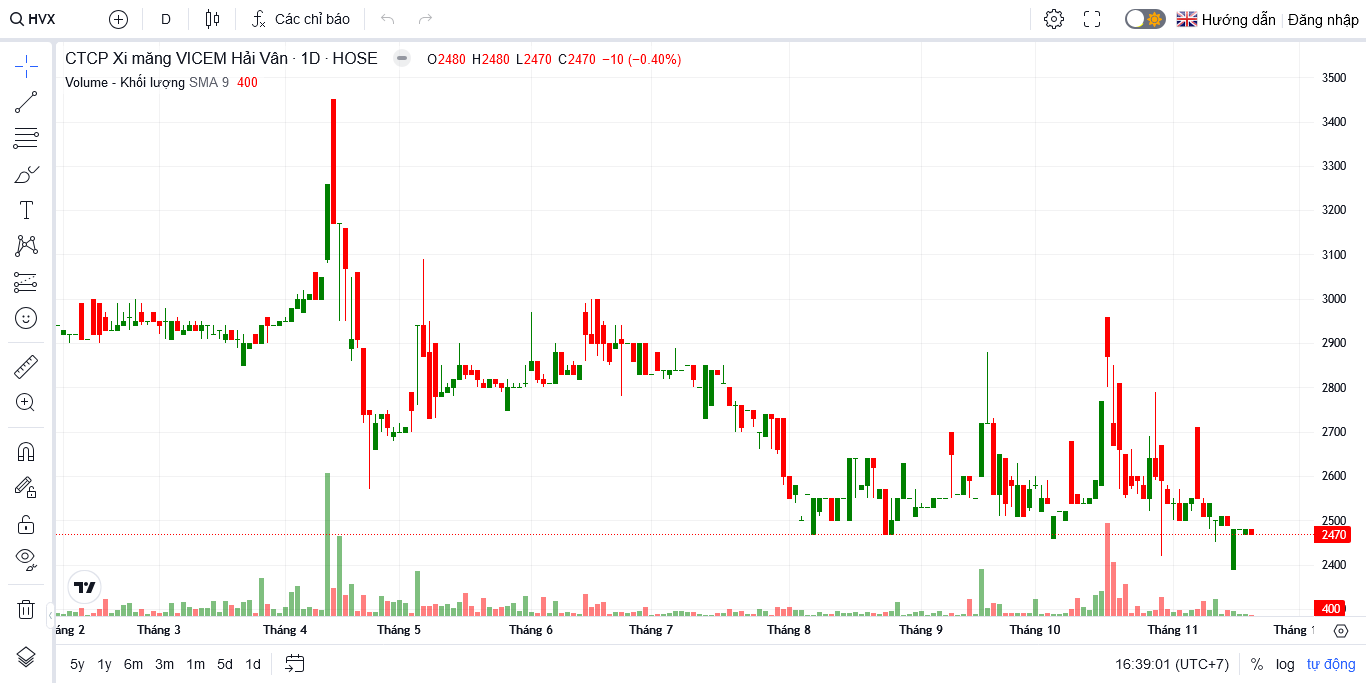 HVX D Các chỉ báo Hướng dẫn Đăng nhập
CTCP Xi măng VICEM Hải Vân · 1D · HOSE O2480 H2480 L2470 C2470 −10 (−0.40%)
Volume - Khối lượng SMA 9 400
3500
3400
3300
3200
3100
3000
2900
2800
2700
2600
2500
2470
2400
400
áng 2 Tháng 3 Tháng 4 Tháng 5 Tháng 6 Tháng 7 Tháng 8 Tháng 9 Tháng 10 Tháng 11 Tháng 1
5y 1y 6m 3m 1m 5d 1d 16:39:01 (UTC+7) % log tự động